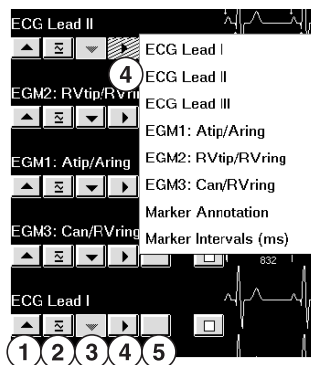 ECG Lead II
4
ECG Lead I
ECG Lead II
ECG Lead III
EGM1: Atip/Aring
EGM2: RVtip/RVring
EGM3: Can/RVring
Marker Annotation
Marker Intervals (ms)
EGM2: RVtip/RVrin
EGM1: Atip/Aring
EGM3: Can/RVring
832
ECG Lead I
1 2 3 4 5